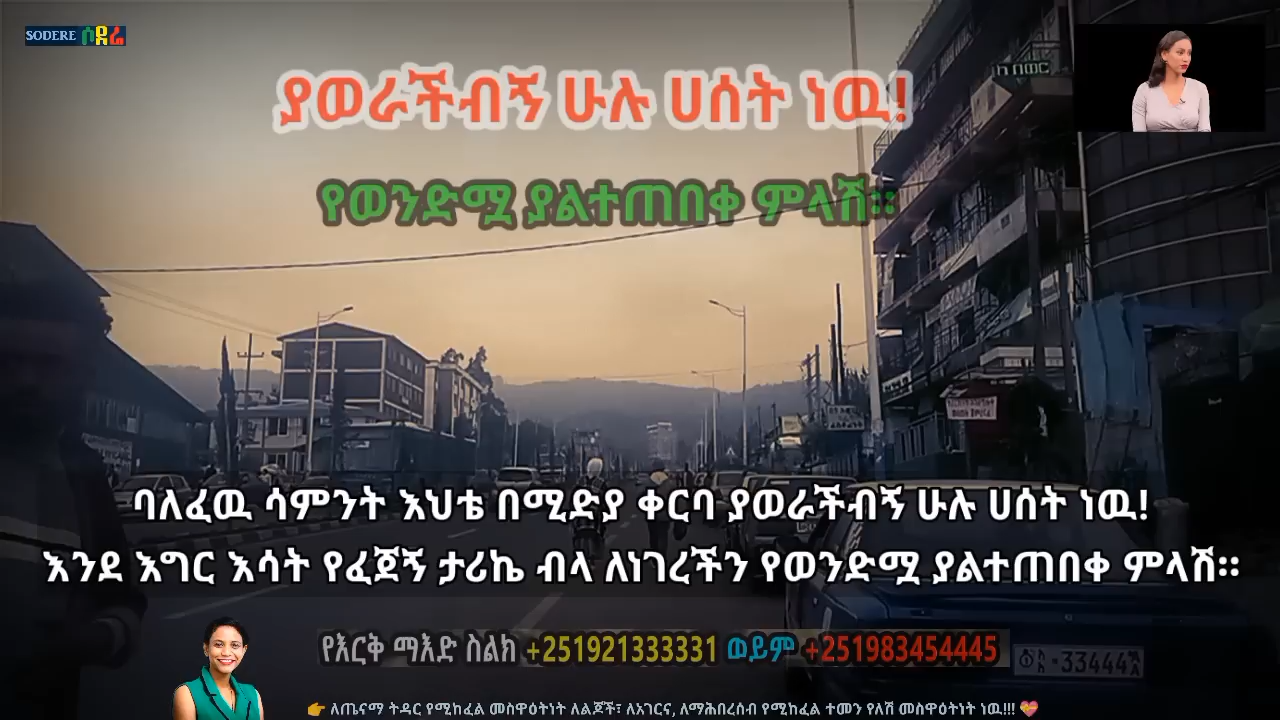 SODERE ሶደሬ
ያወራችብኝ ሁሉ ሀሰት ነዉ!
የወንድሟ ያልተጠበቀ ምላሽ።
ከ በወር
ባለፈዉ ሳምንት እህቴ በሚድያ ቀርባ ያወራችብኝ ሁሉ ሀሰት ነዉ!
እንደ እግር እሳት የፈጀኝ ታሪኬ ብላ ለነገረችን የወንድሟ ያልተጠበቀ ምላሽ።
የእርቅ ማእድ ስልክ +251921333331 ወይም +251983454445
33444
👉 ለጤናማ ትዳር የሚከፈል መስዋዕትነት ለልጆች፣ ለአገርና, ለማሕበረሰብ የሚከፈል ተመን የለሽ መስዋዕትነት ነዉ!!! 💝